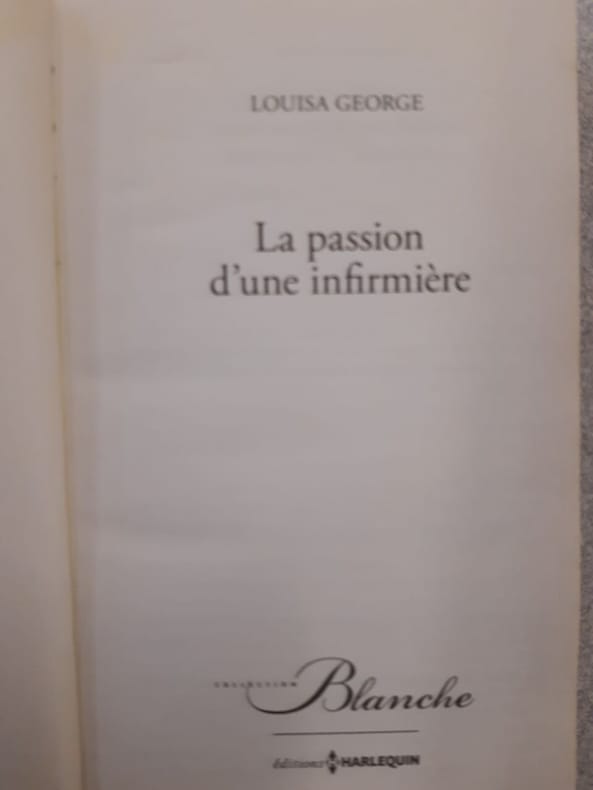 LOUISA GEORGE
La passion
d'une infirmière
COLLECTION
Blanche
éditions HARLEQUIN